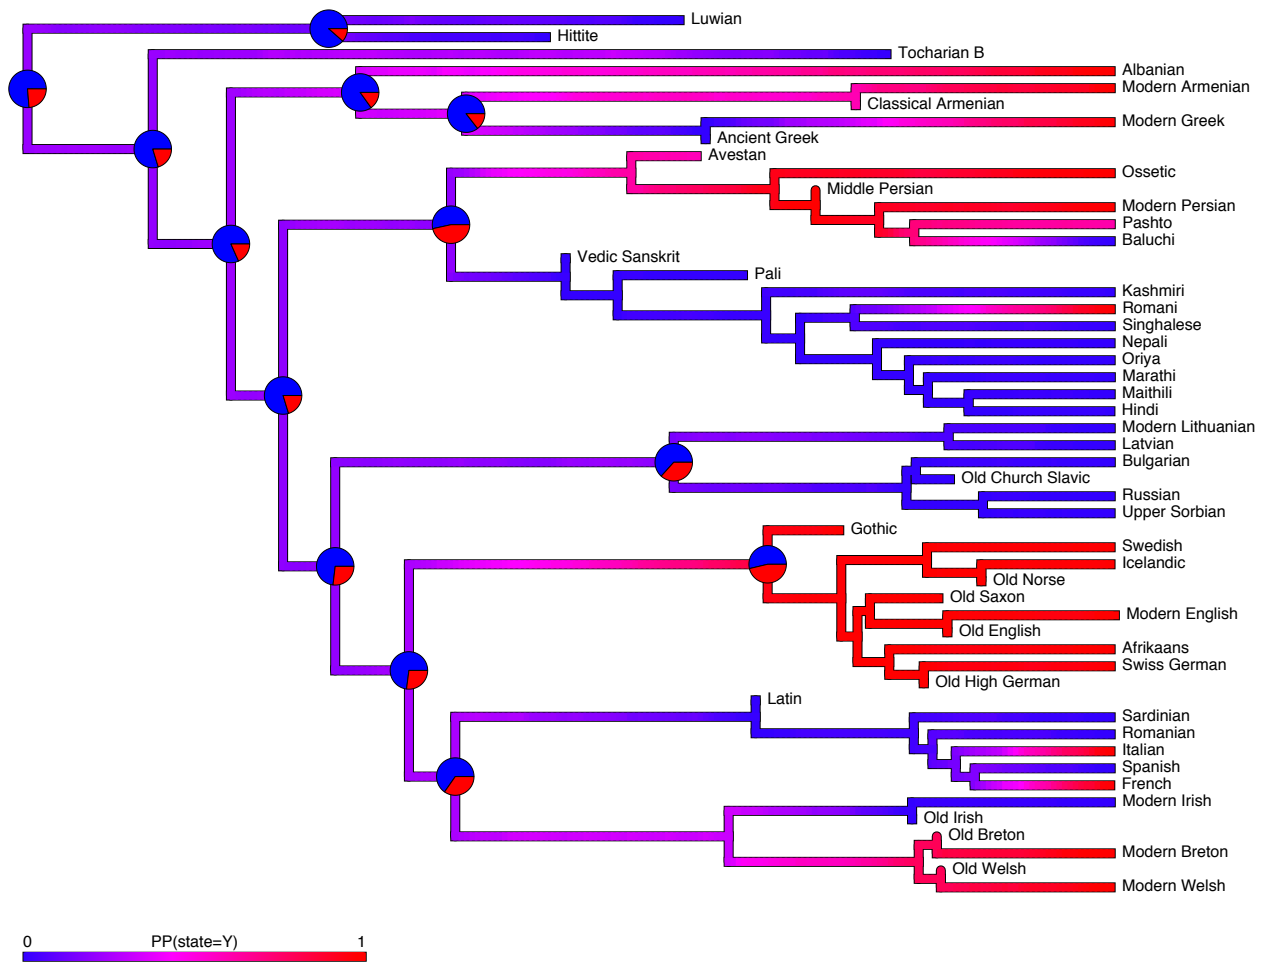 Luwian
Hittite
Tocharian B
Albanian
Modern Armenian
Classical Armenian
Modern Greek
Ancient Greek
Avestan
Ossetic
Middle Persian
Modern Persian
Pashto
Baluchi
Vedic Sanskrit
Pali
Kashmiri
Romani
Singhalese
Nepali
Oriya
Marathi
Maithili
Hindi
Modern Lithuanian
Latvian
Bulgarian
Old Church Slavic
Russian
Upper Sorbian
Gothic
Swedish
Icelandic
Old Norse
Old Saxon
Modern English
Old English
Afrikaans
Swiss German
Old High German
Latin
Sardinian
Romanian
Italian
Spanish
French
Modern Irish
Old Irish
Old Breton
Modern Breton
Old Welsh
Modern Welsh
0 PP(state=Y) 1